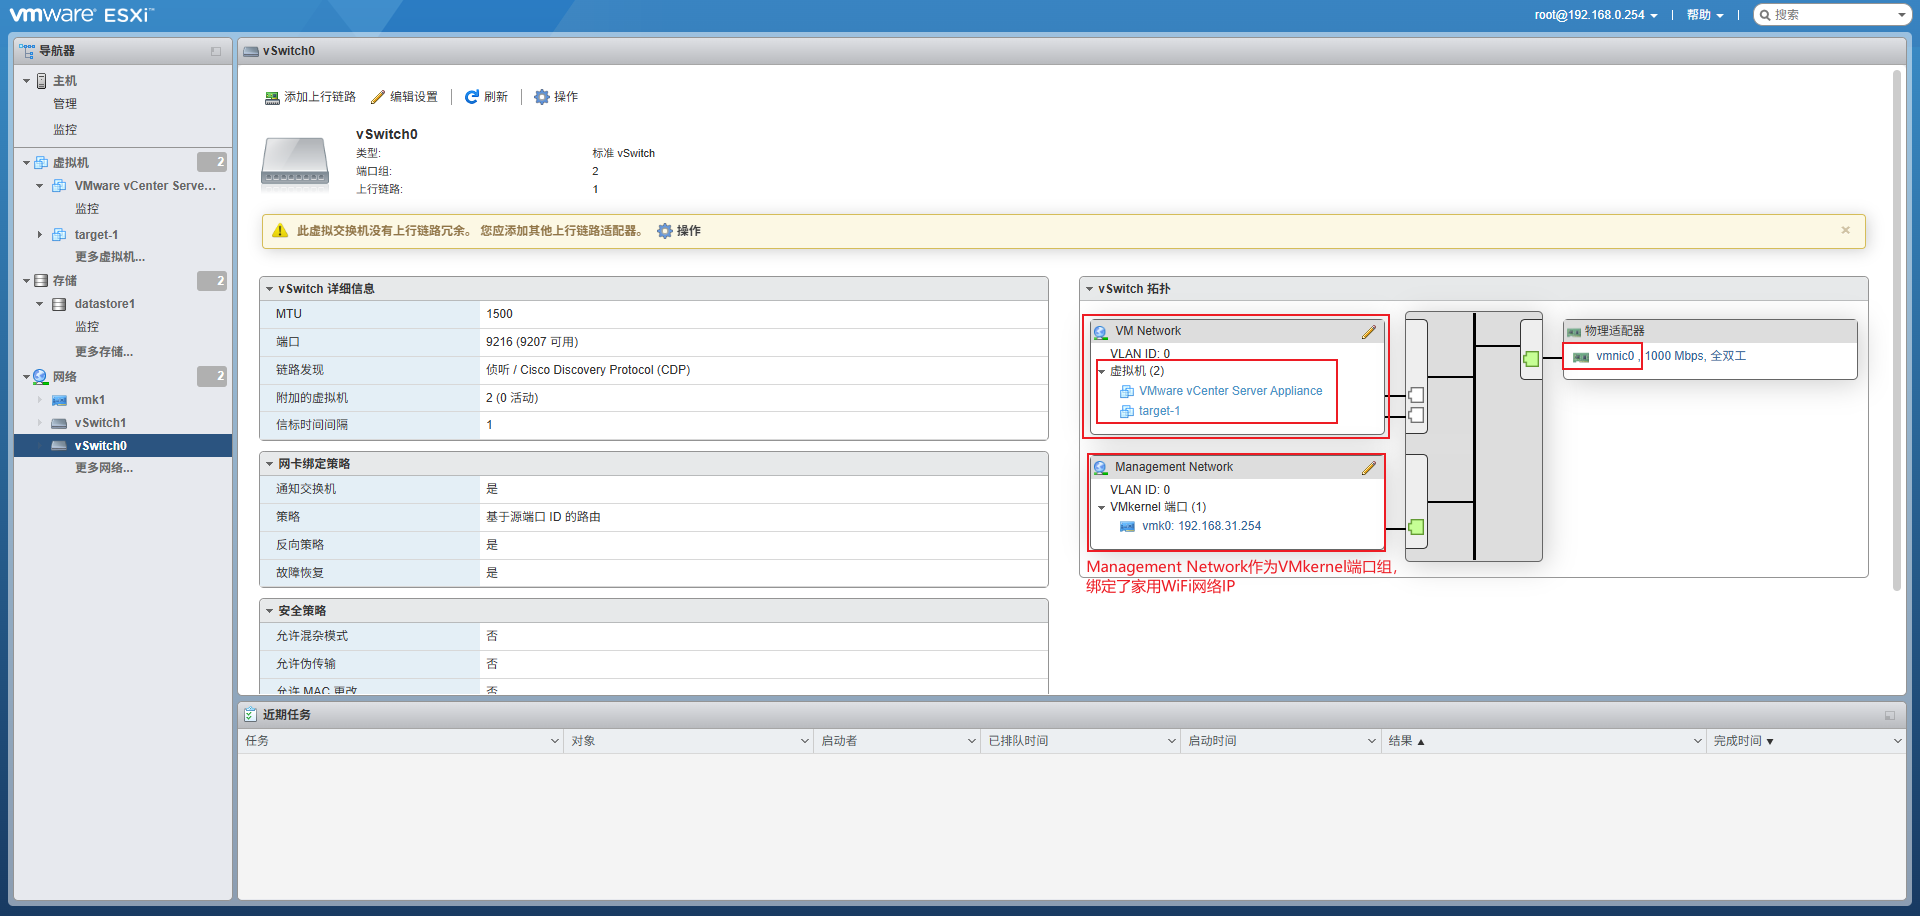 vmware ESXi™
root@192.168.0.254
帮助
搜索
导航器
主机
管理
监控
虚拟机
2
VMware vCenter Serve...
监控
target-1
更多虚拟机...
存储
2
datastore1
监控
更多存储...
网络
2
vmk1
vSwitch1
vSwitch0
更多网络...
vSwitch0
添加上行链路
编辑设置
刷新
操作
vSwitch0
类型:
标准 vSwitch
端口组:
2
上行链路:
1
此虚拟交换机没有上行链路冗余。 您应添加其他上行链路适配器。
操作
vSwitch 详细信息
MTU
1500
端口
9216 (9207 可用)
链路发现
侦听 / Cisco Discovery Protocol (CDP)
附加的虚拟机
2 (0 活动)
信标时间间隔
1
网卡绑定策略
通知交换机
是
策略
基于源端口 ID 的路由
反向策略
是
故障恢复
是
安全策略
允许混杂模式
否
允许伪传输
否
允许 MAC 更改
否
vSwitch 拓扑
VM Network
VLAN ID: 0
虚拟机 (2)
VMware vCenter Server Appliance
target-1
Management Network
VLAN ID: 0
VMkernel 端口 (1)
vmk0: 192.168.31.254
物理适配器
vmnic0 , 1000 Mbps, 全双工
Management Network作为VMkernel端口组,
绑定了家用WiFi网络IP
近期任务
任务
对象
启动者
已排队时间
启动时间
结果 ▲
完成时间 ▼